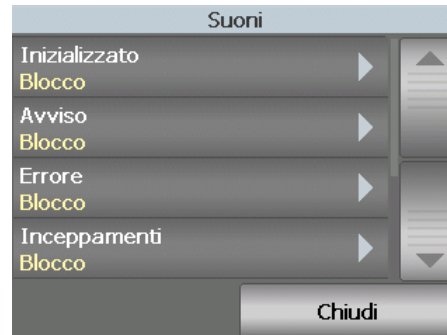 Suoni
Inizializzato
Blocco
Avviso
Blocco
Errore
Blocco
Inceppamenti
Blocco
Chiudi